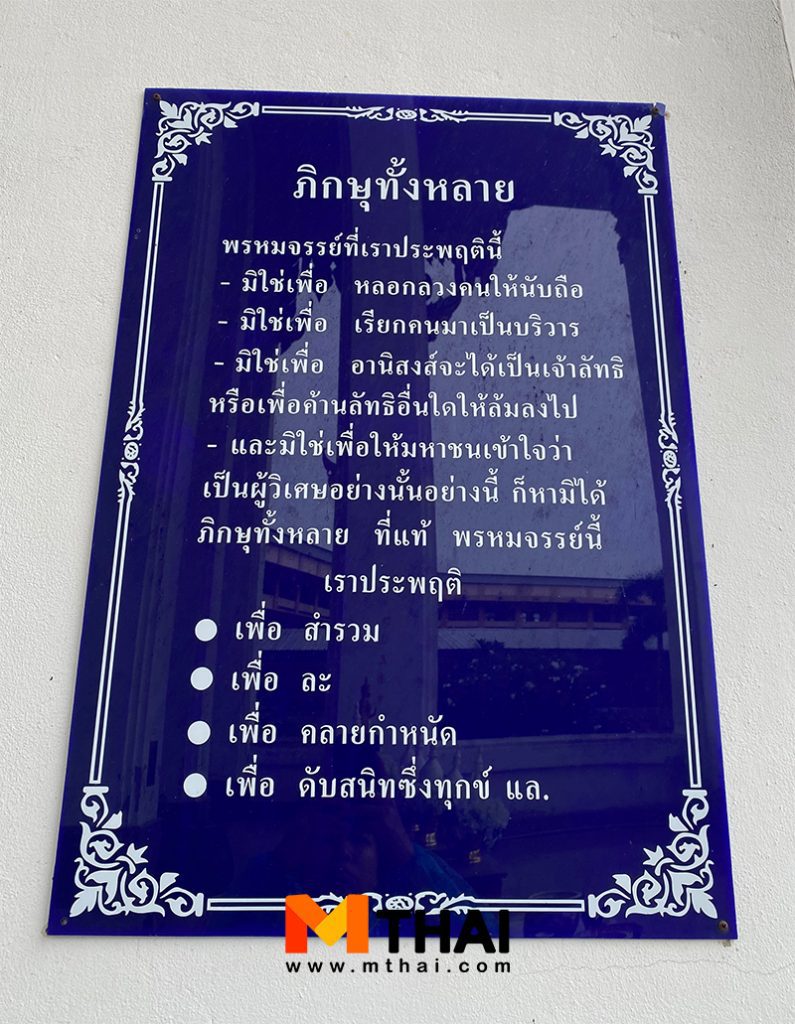 ภิกษุทั้งหลาย
พรหมจรรย์ที่เราประพฤตินี้
- มิใช่เพื่อ หลอกลวงคนให้นับถือ
- มิใช่เพื่อ เรียกคนมาเป็นบริวาร
- มิใช่เพื่อ อานิสงส์จะได้เป็นเจ้าลัทธิ
หรือเพื่อค้านลัทธิอื่นใดให้ล้มลงไป
- และมิใช่เพื่อให้มหาชนเข้าใจว่า
เป็นผู้วิเศษอย่างนั้นอย่างนี้ ก็หามิได้
ภิกษุทั้งหลาย ที่แท้ พรหมจรรย์นี้
เราประพฤติ
● เพื่อ สำรวม
● เพื่อ ละ
● เพื่อ คลายกำหนัด
● เพื่อ ดับสนิทซึ่งทุกข์ แล.
MTHAI
www.mthai.com